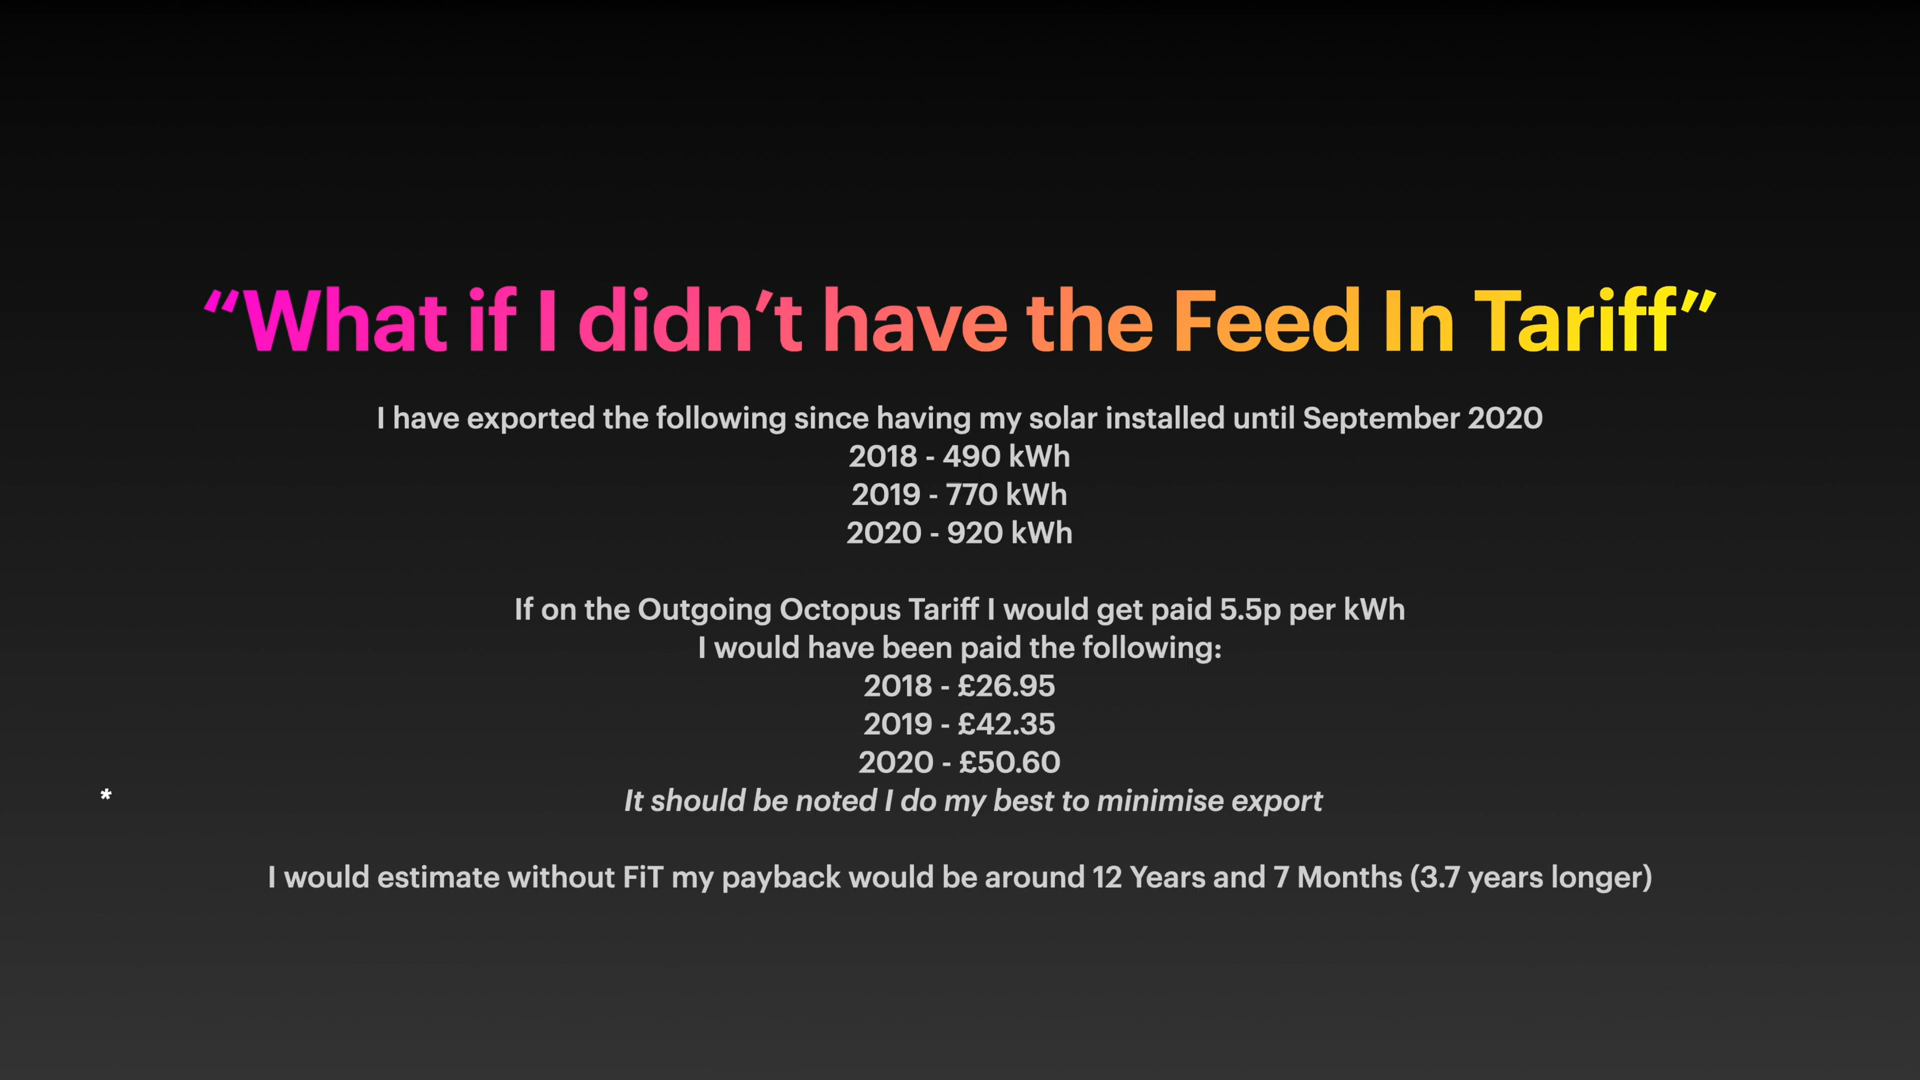 “What if I didn’t have the Feed In Tariff”
I have exported the following since having my solar installed until September 2020
2018 - 490 kWh
2019 - 770 kWh
2020 - 920 kWh
If on the Outgoing Octopus Tariff I would get paid 5.5p per kWh
I would have been paid the following:
2018 - £26.95
2019 - £42.35
2020 - £50.60
* It should be noted I do my best to minimise export
I would estimate without FiT my payback would be around 12 Years and 7 Months (3.7 years longer)